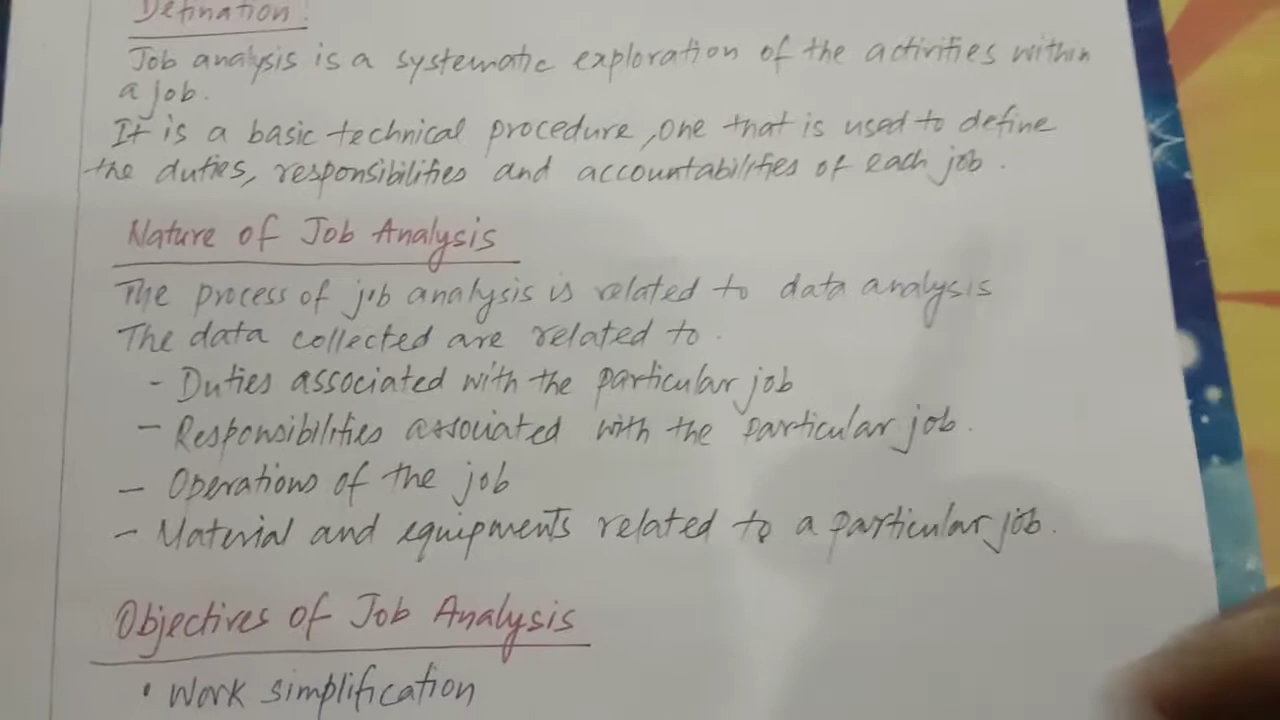 Defination:
Job analysis is a systematic exploration of the activities within
a job.
It is a basic technical procedure, one that is used to define
the duties, responsibilities and accountabilities of each job.
Nature of Job Analysis
The process of job analysis is related to data analysis
The data collected are related to.
- Duties associated with the particular job
- Responsibilities associated with the particular job.
- Operations of the job
- Material and equipments related to a particular job.
Objectives of Job Analysis
• Work simplification